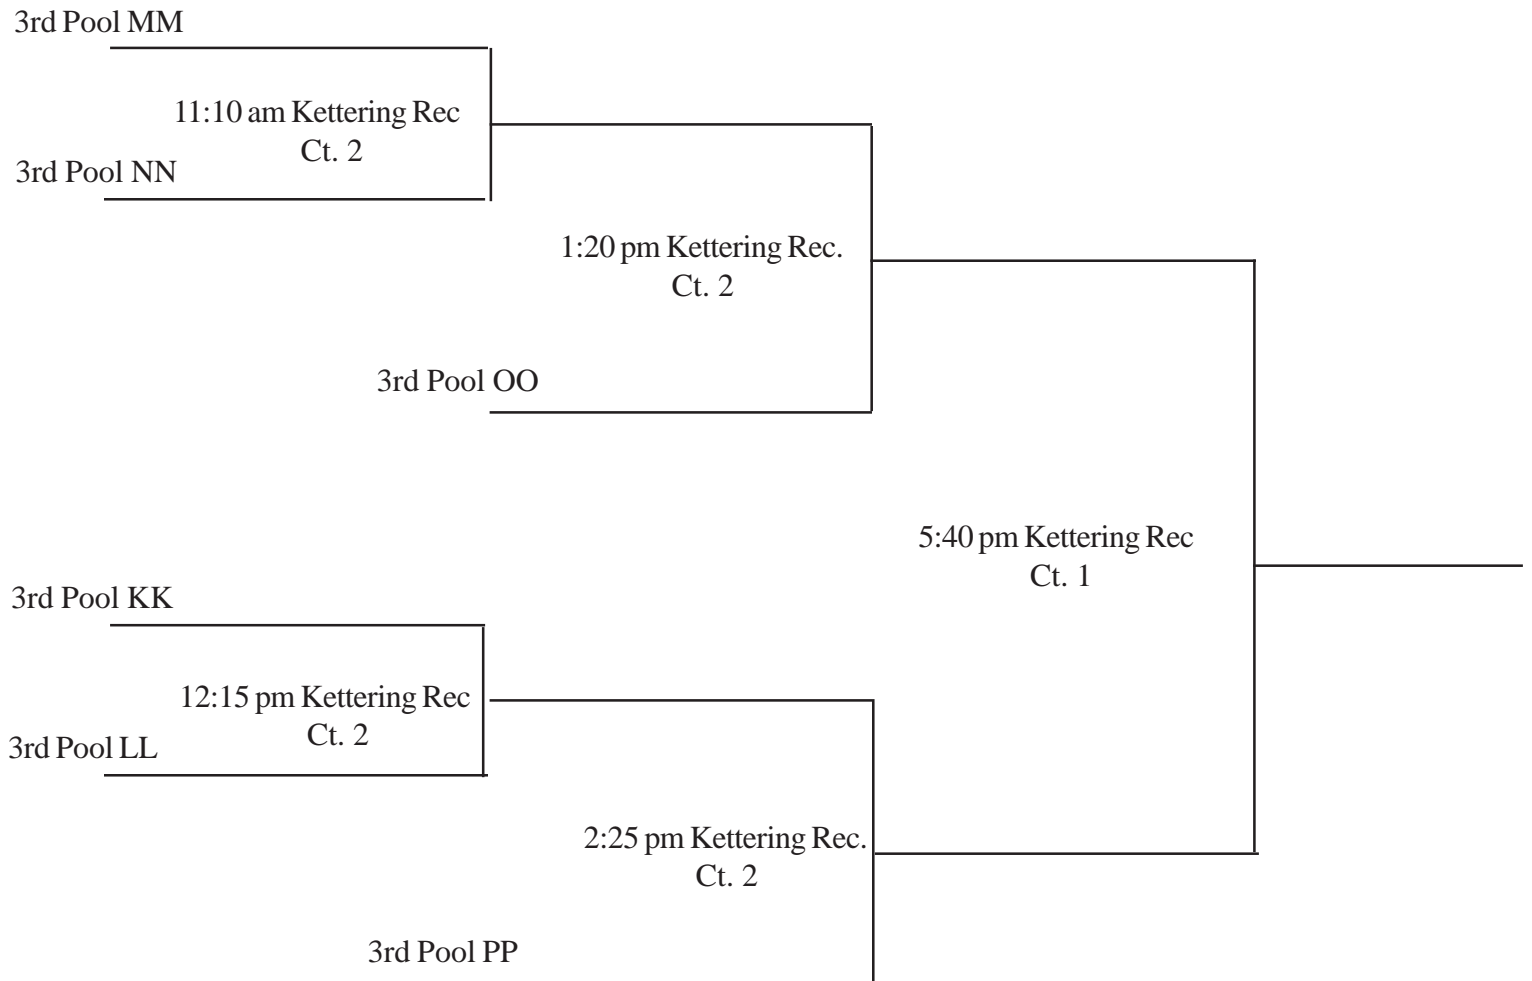 3rd Pool MM
11:10 am Kettering Rec
Ct. 2
3rd Pool NN
1:20 pm Kettering Rec.
Ct. 2
3rd Pool OO
5:40 pm Kettering Rec
Ct. 1
3rd Pool KK
12:15 pm Kettering Rec
Ct. 2
3rd Pool LL
2:25 pm Kettering Rec.
Ct. 2
3rd Pool PP